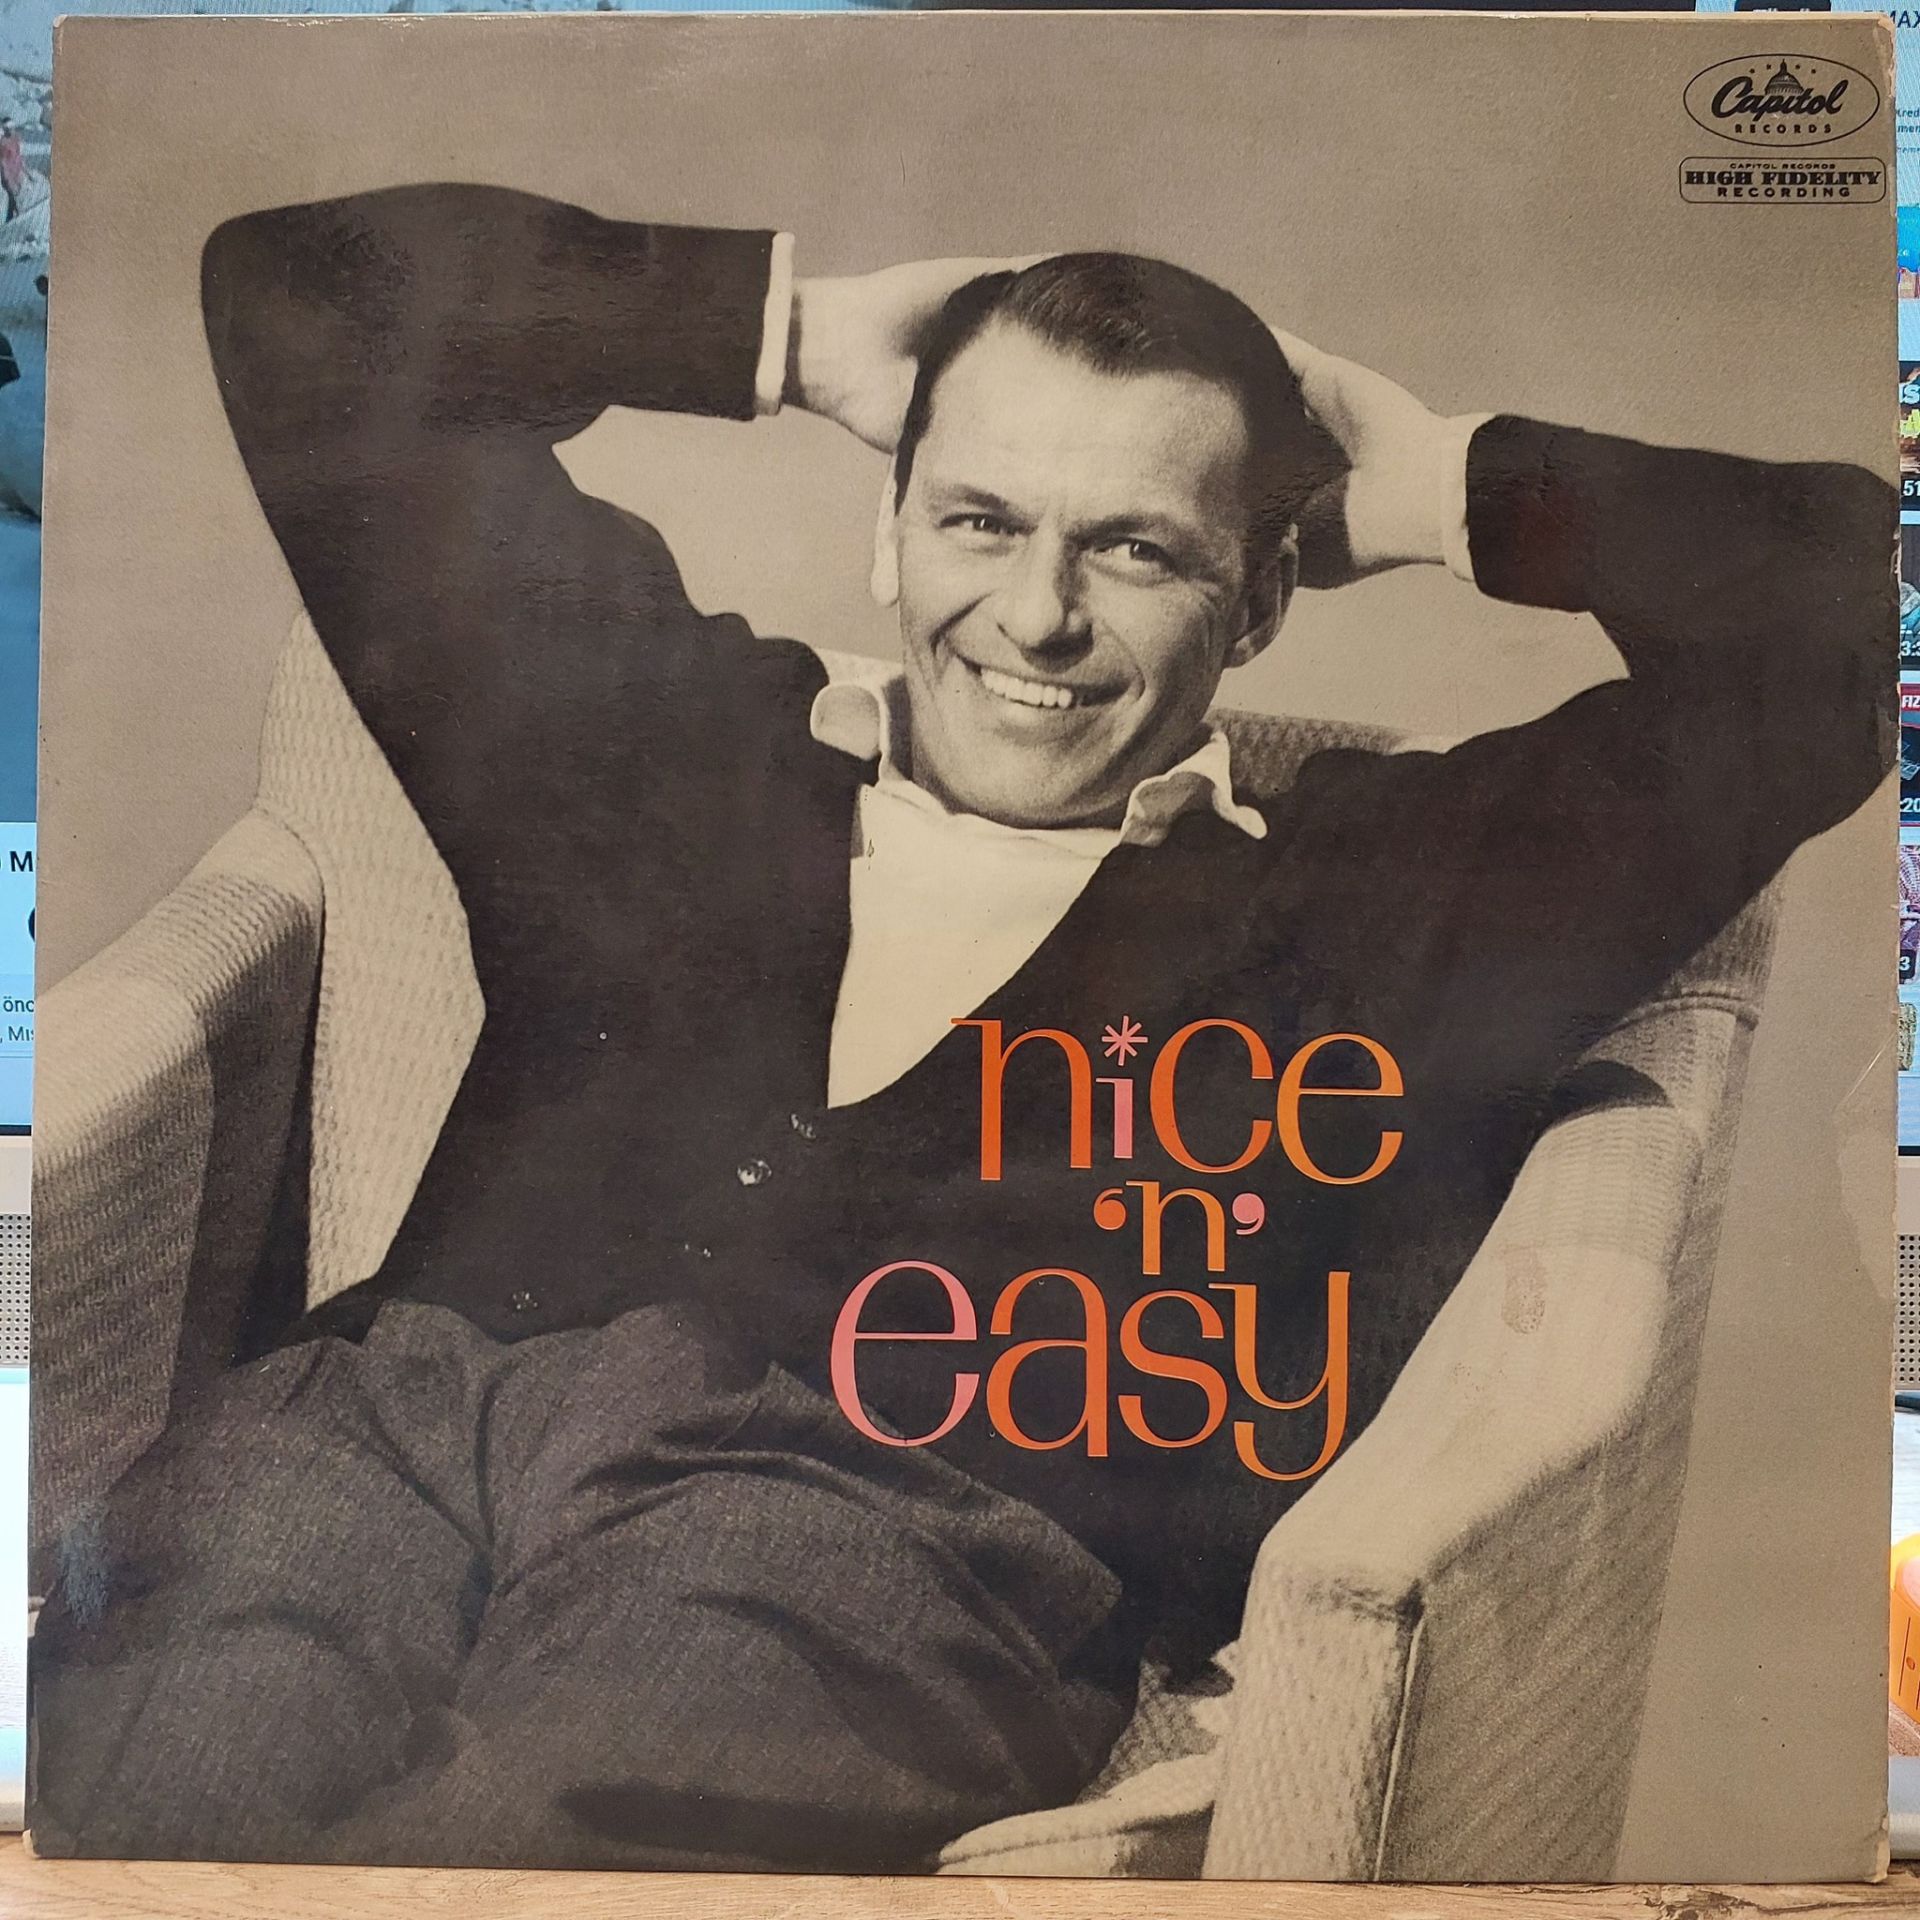 Capitol
RECORDS
CAPITOL RECORDS
HIGH FIDELITY
RECORDING
nice
‘n’
easy